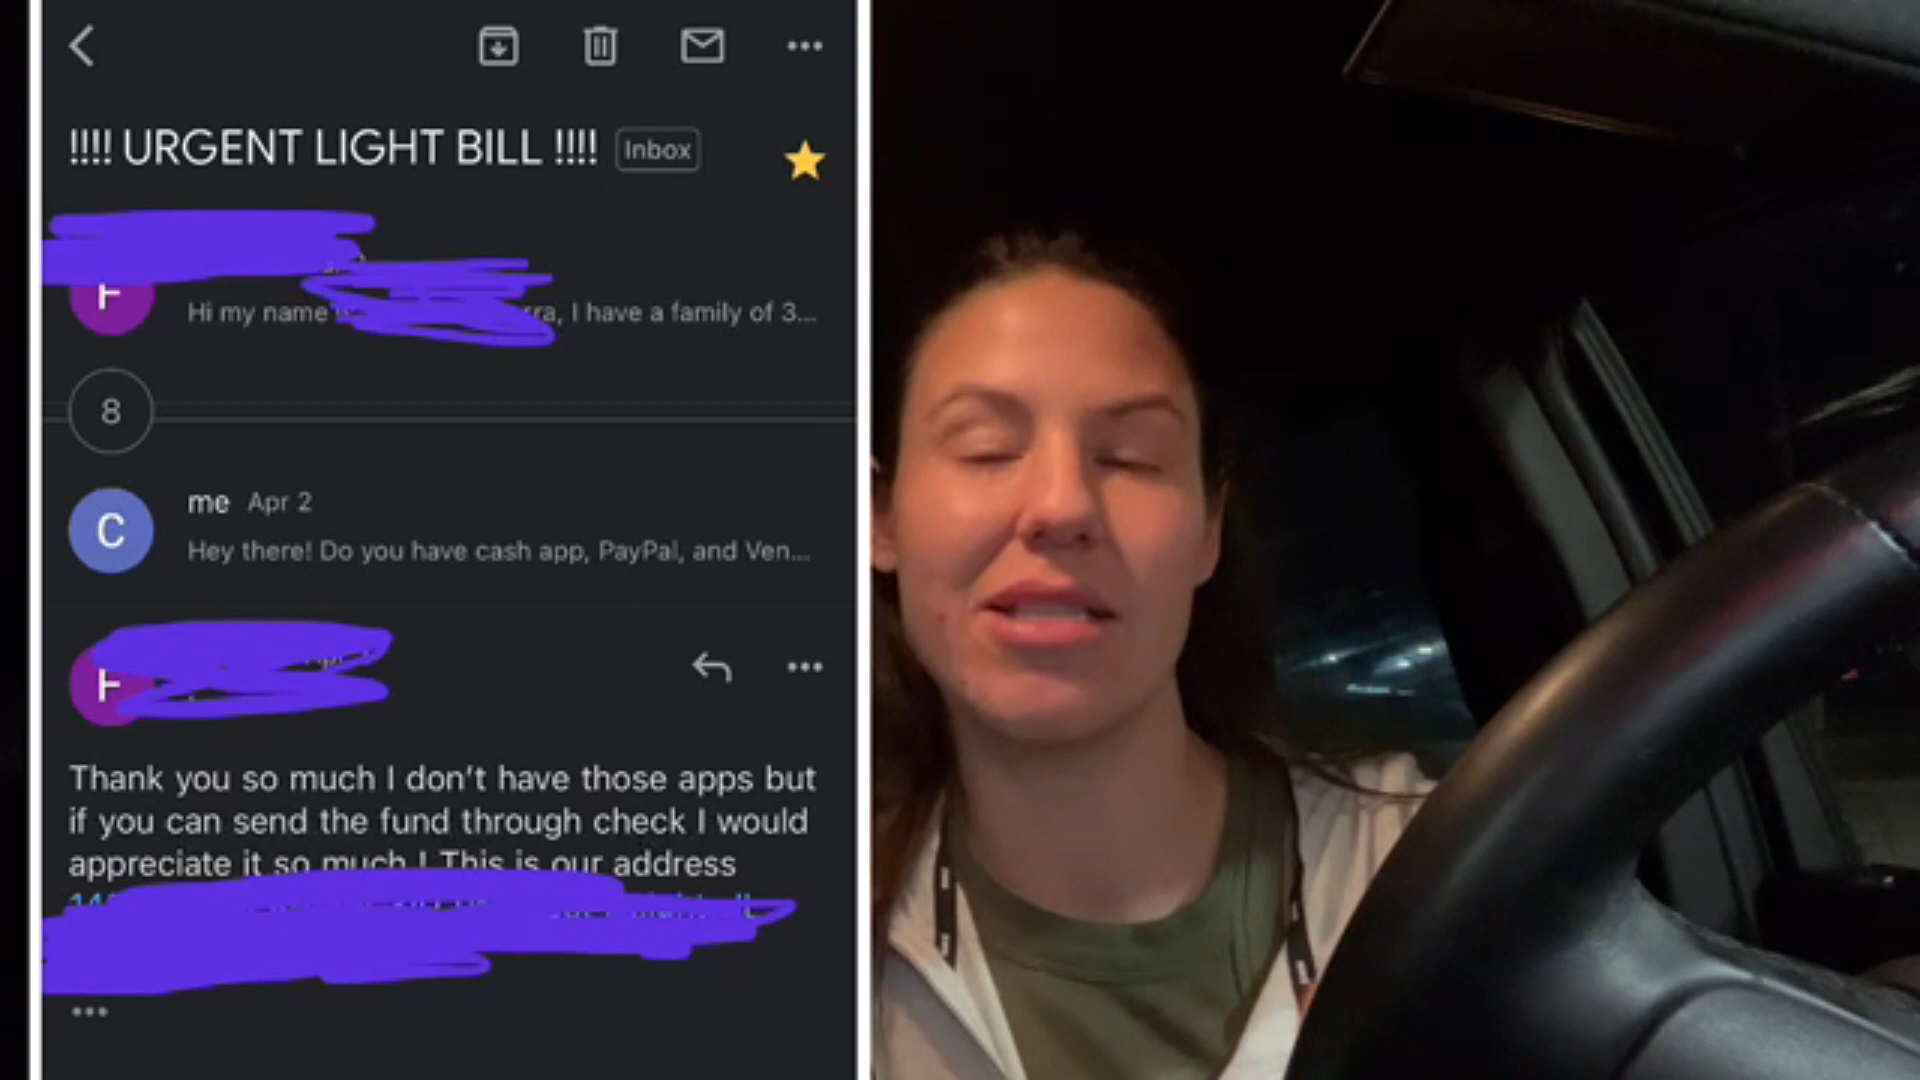 !!!! URGENT LIGHT BILL !!!! Inbox
F
Hi my name rra, I have a family of 3...
8
C
me Apr 2
Hey there! Do you have cash app, PayPal, and Ven...
Thank you so much I don't have those apps but
if you can send the fund through check I would
appreciate it so much ! This is our address